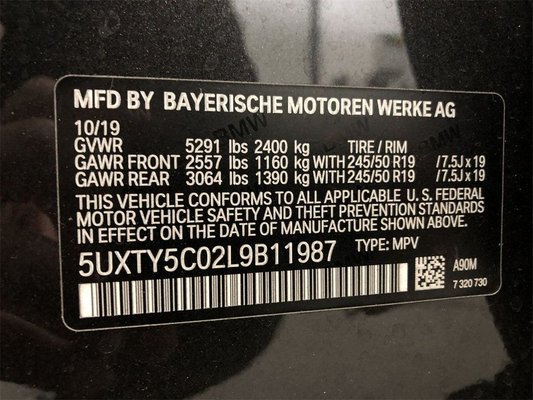 MFD BY BAYERISCHE MOTOREN WERKE AG
10/19
GVWR 5291 lbs 2400 kg TIRE / RIM
GAWR FRONT 2557 lbs 1160 kg WITH 245/50 R19 /7.5J x 19
GAWR REAR 3064 lbs 1390 kg WITH 245/50 R19 /7.5J x 19
THIS VEHICLE CONFORMS TO ALL APPLICABLE U. S. FEDERAL
MOTOR VEHICLE SAFETY AND THEFT PREVENTION STANDARDS
IN EFFECT ON THE DATE OF MANUFACTURE SHOWN ABOVE.
5UXTY5C02L9B11987 TYPE: MPV
A90M
7 320 730